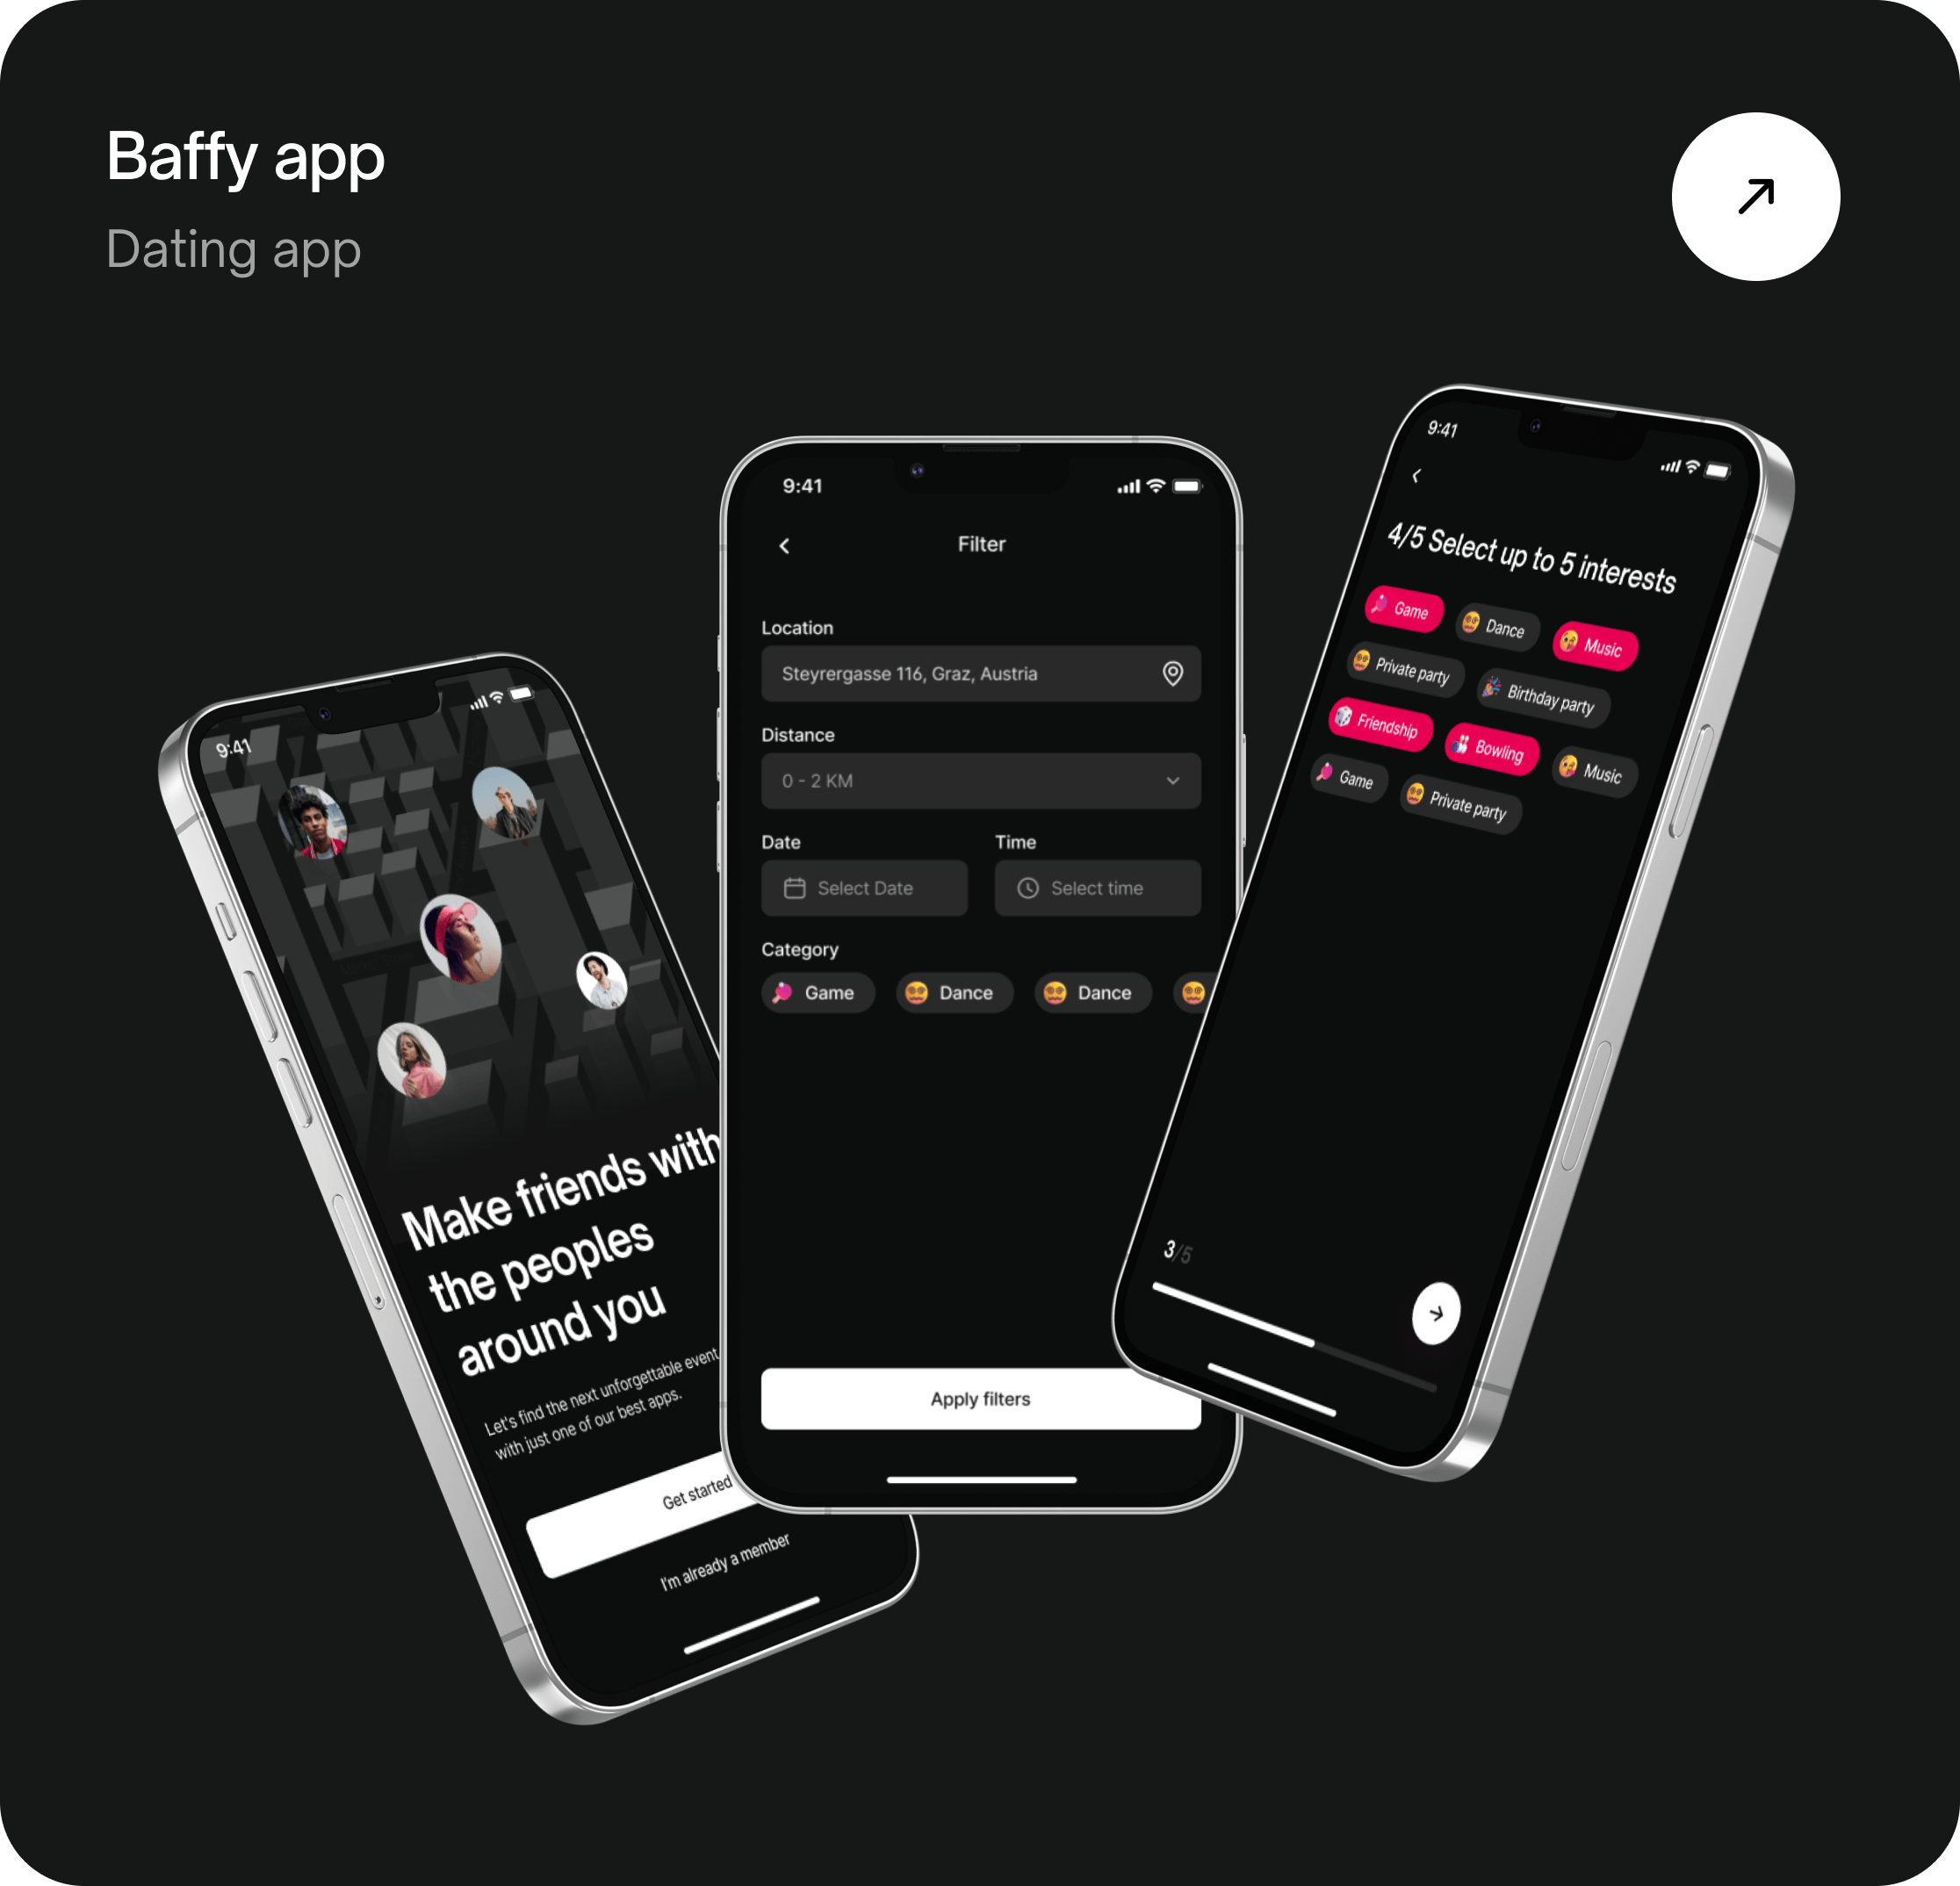 Baffy app
Dating app
9:41
Make friends with
the peoples
around you
Let's find the next unforgettable event
with just one of our best apps.
Get started
I'm already a member
9:41
Filter
Location
Steyrergasse 116, Graz, Austria
Distance
0 - 2 KM
Date
Time
Select Date
Select time
Category
Game
Dance
Dance
Apply filters
9:41
4/5 Select up to 5 interests
Game
Dance
Music
Private party
Birthday party
Friendship
Bowling
Music
Game
Private party
3/5